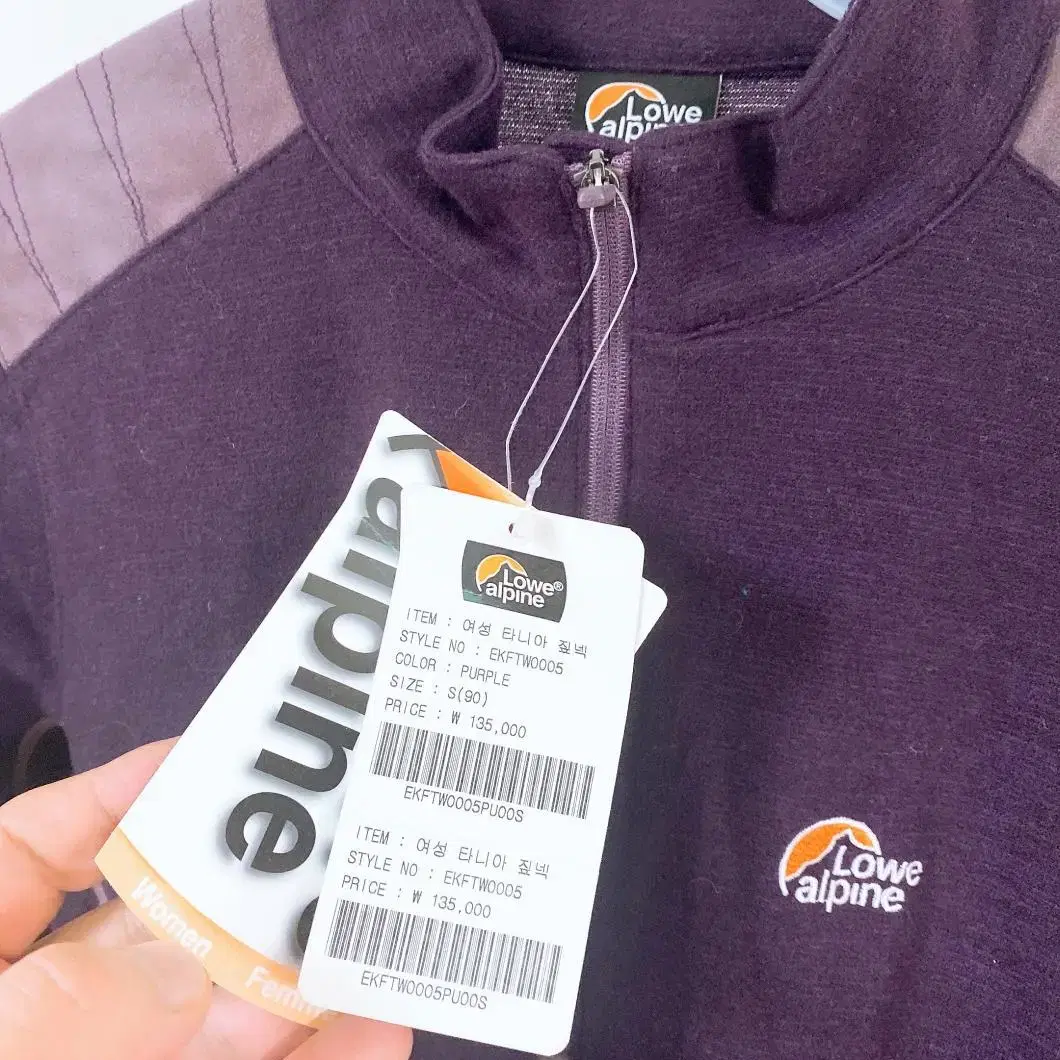 Lowe
alpine
alpine
Women
Lowe®
alpine
ITEM : 여성 타니아 짚넥
STYLE NO : EKFTW0005
COLOR : PURPLE
SIZE : S(90)
PRICE : ₩ 135,000
EKFTW0005PU00S
ITEM : 여성 타니아 짚넥
STYLE NO : EKFTW0005
PRICE : ₩ 135,000
EKFTW0005PU00S
Lowe
alpine